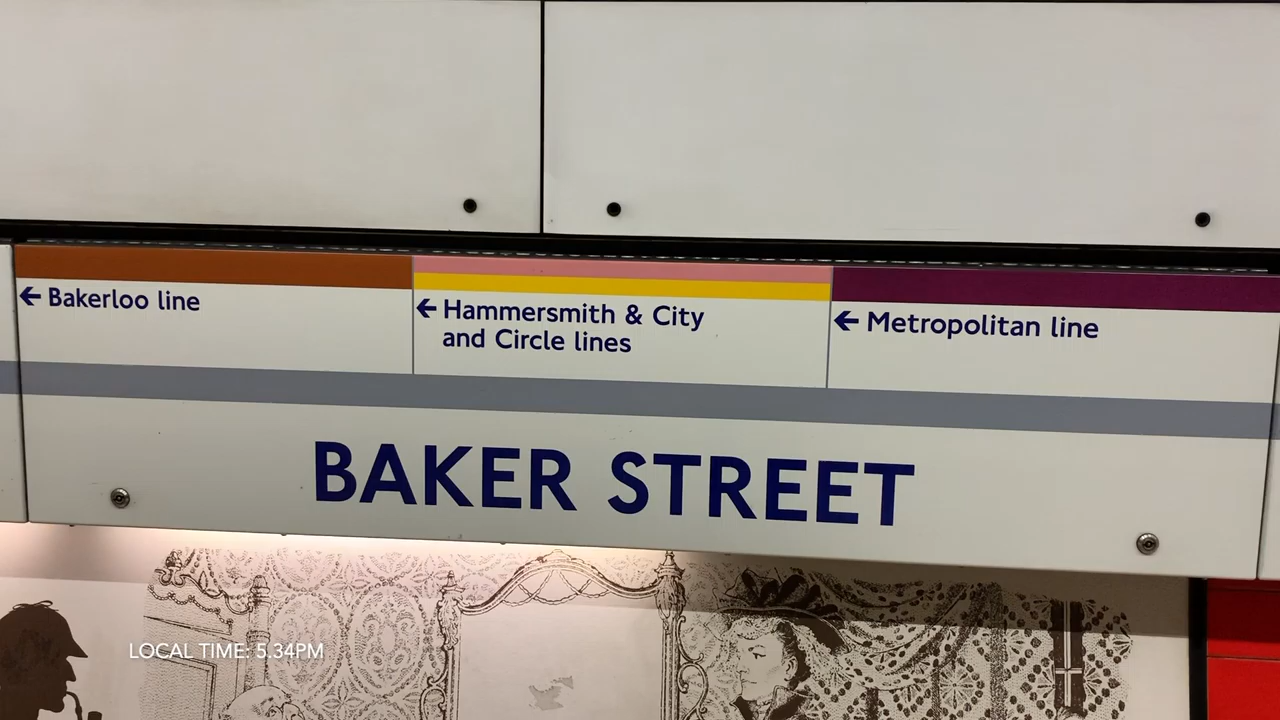 ← Bakerloo line
← Hammersmith & City
and Circle lines
← Metropolitan line
BAKER STREET
LOCAL TIME: 5.34PM